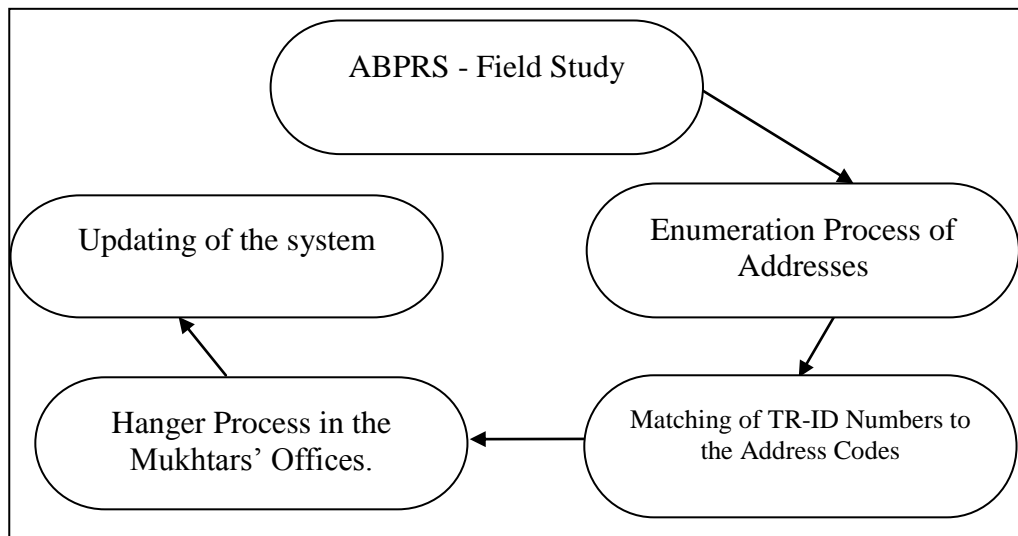 ABPRS - Field Study
Enumeration Process of
Addresses
Matching of TR-ID Numbers to
the Address Codes
Hanger Process in the
Mukhtars’ Offices.
Updating of the system